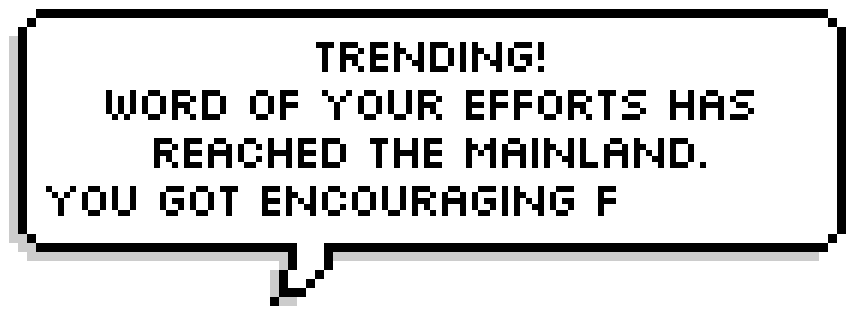 TRENDING!
WORD OF YOUR EFFORTS HAS
REACHED THE MAINLAND.
YOU GOT ENCOURAGING F